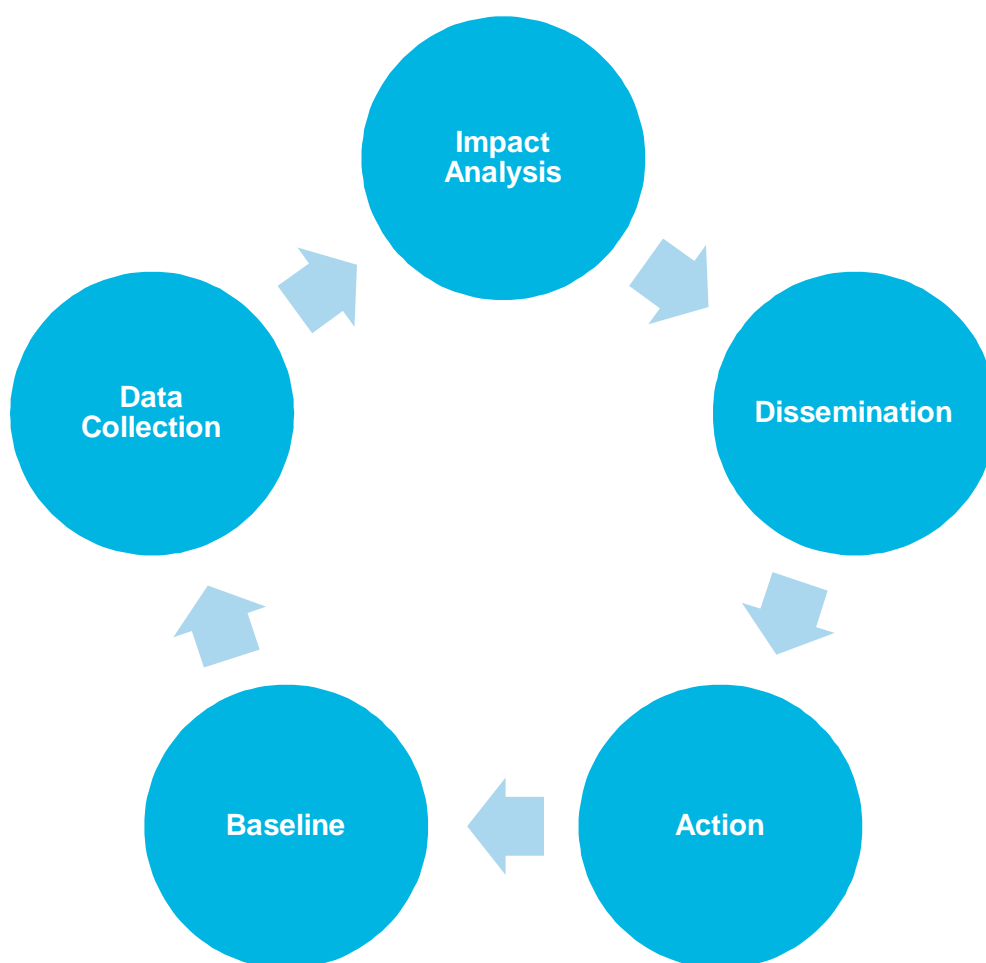 Impact
Analysis
Dissemination
Action
Baseline
Data
Collection